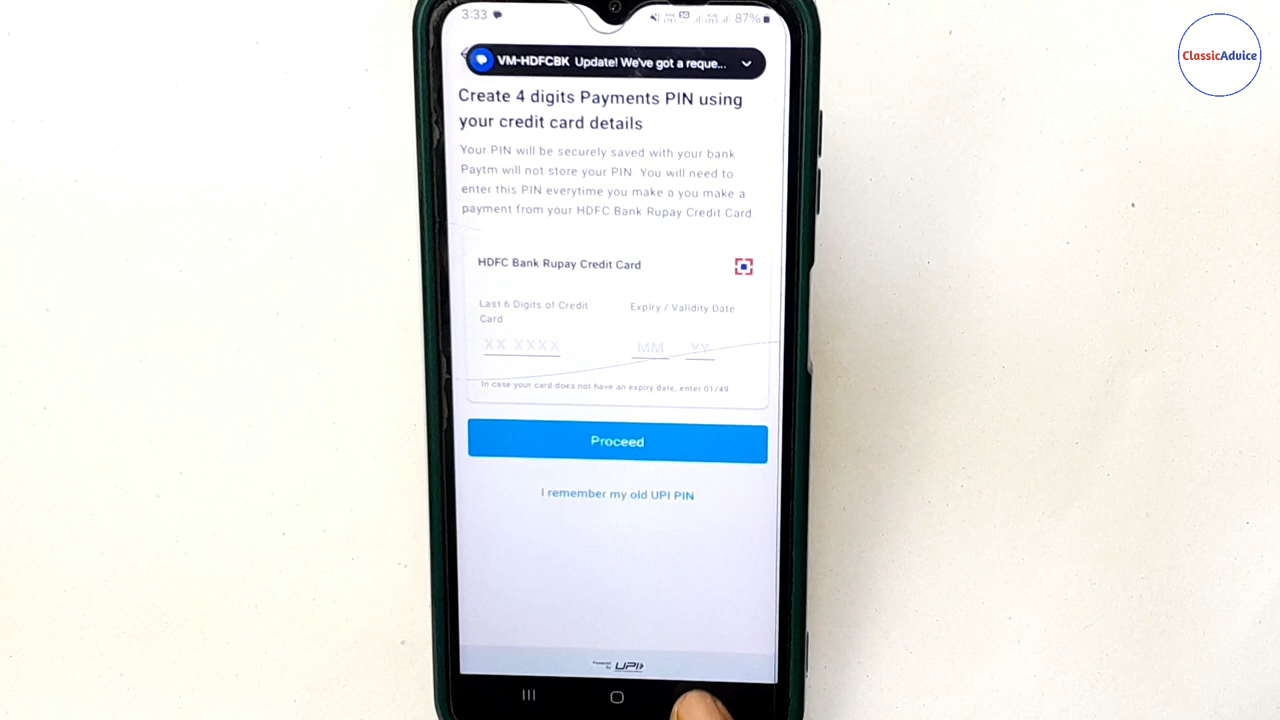 3:33
87%
ClassicAdvice
VM-HDFCBK Update! We've got a reque...
Create 4 digits Payments PIN using
your credit card details
Your PIN will be securely saved with your bank
Paytm will not store your PIN. You will need to
enter this PIN everytime you make a you make a
payment from your HDFC Bank Rupay Credit Card.
HDFC Bank Rupay Credit Card
Last 6 Digits of Credit
Card
Expiry / Validity Date
XX XXXX
MM YY
In case your card does not have an expiry date, enter 01/49
Proceed
I remember my old UPI PIN
Powered
by UPI